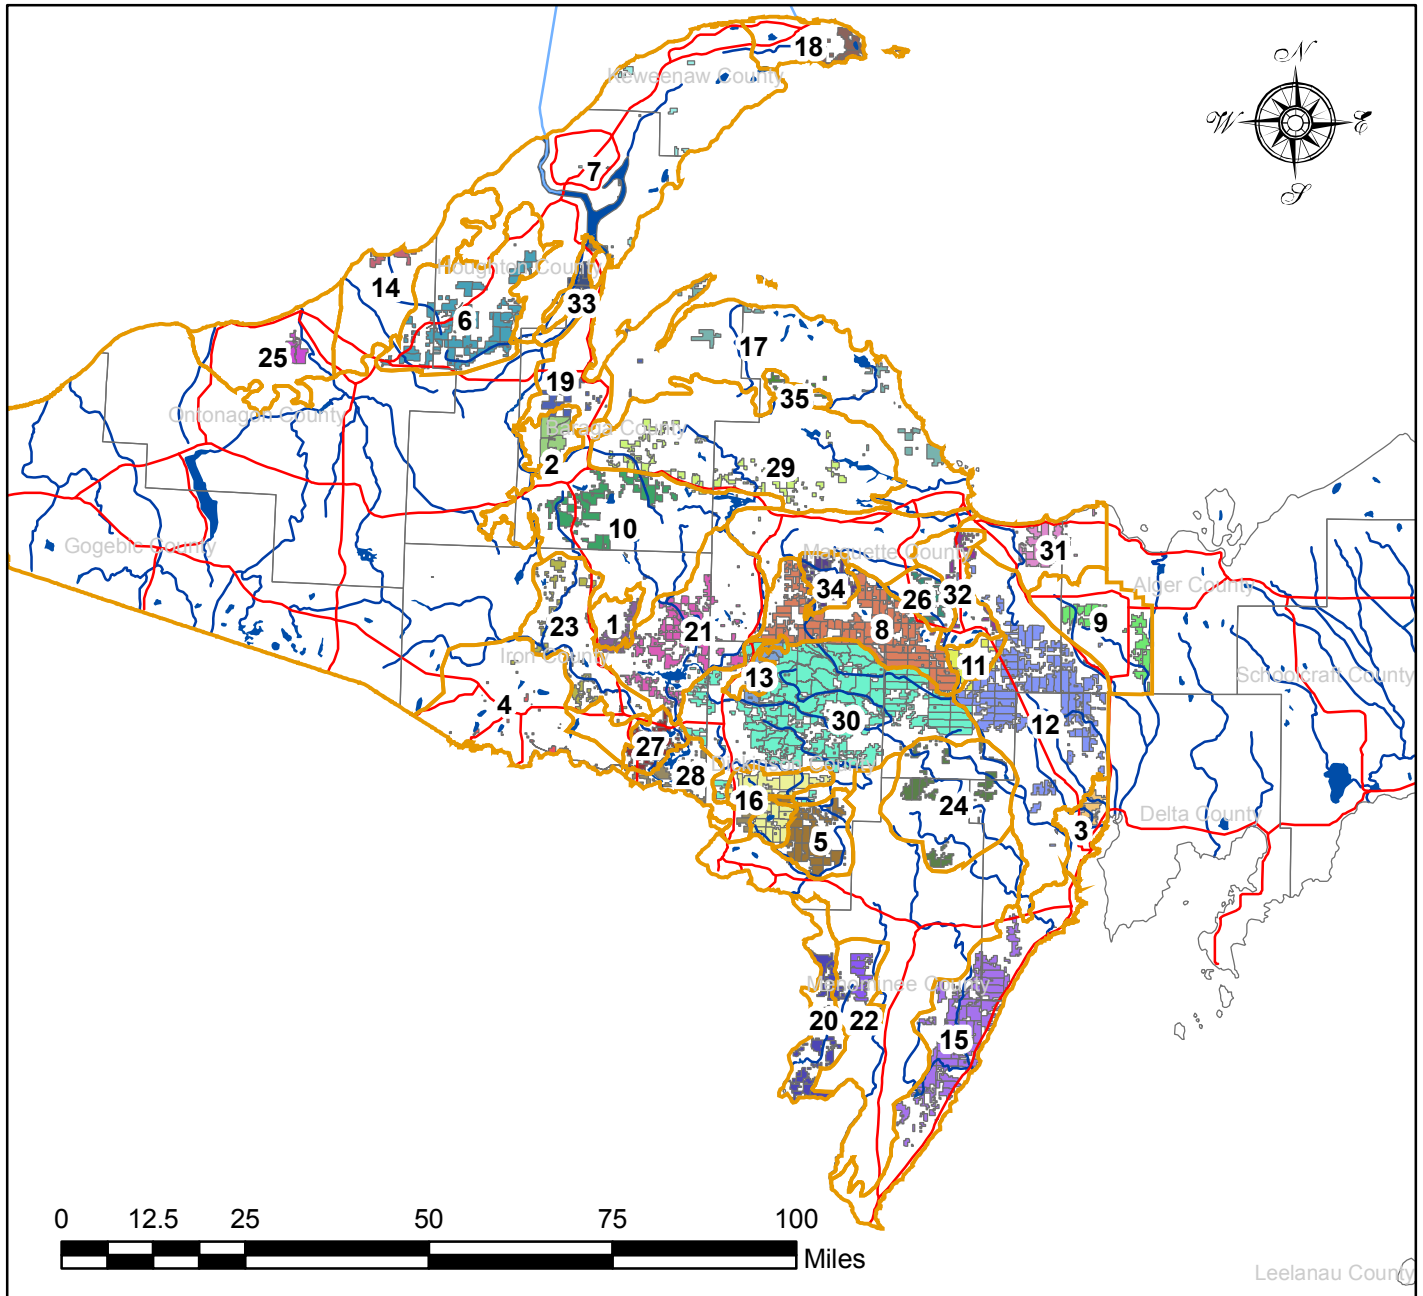 18
Keweenaw County
N
W
E
S
7
Houghton County
14
33
6
17
25
19
35
Ontonagon County
Baraga County
2
29
10
Gogebic County
Marquette County
31
Alger County
34
26
32
23
1
21
8
9
Iron County
11
13
Schoolcraft County
4
30
12
27
28
Dickinson County
16
24
Delta County
3
5
Menominee County
20
22
15
0
12.5
25
50
75
100
Miles
Leelanau County